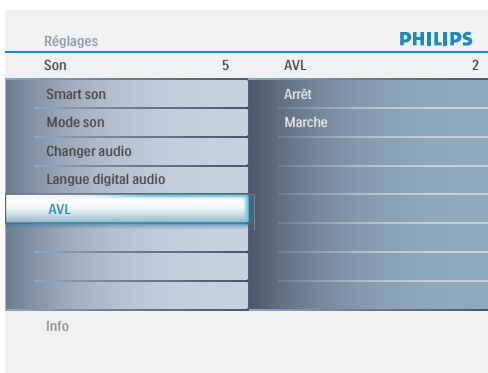 Réglages PHILIPS
Son 5 AVL 2
Smart son Arrêt
Mode son Marche
Changer audio
Langue digital audio
AVL
Info